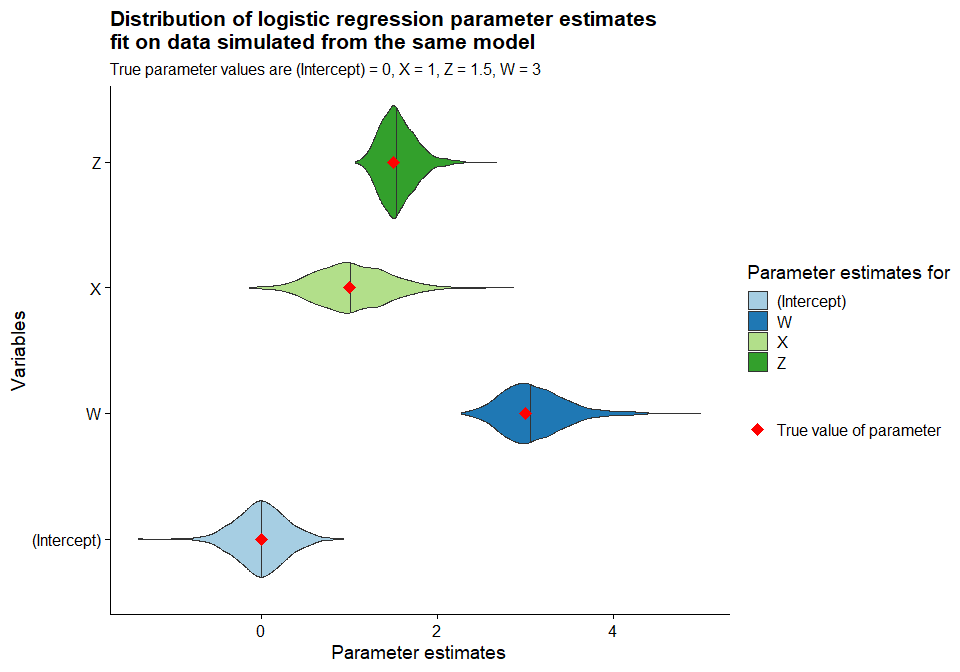 Distribution of logistic regression parameter estimates
fit on data simulated from the same model
True parameter values are (Intercept) = 0, X = 1, Z = 1.5, W = 3
Z
X
W
(Intercept)
Variables
0 2 4
Parameter estimates
Parameter estimates for
(Intercept)
W
X
Z
True value of parameter